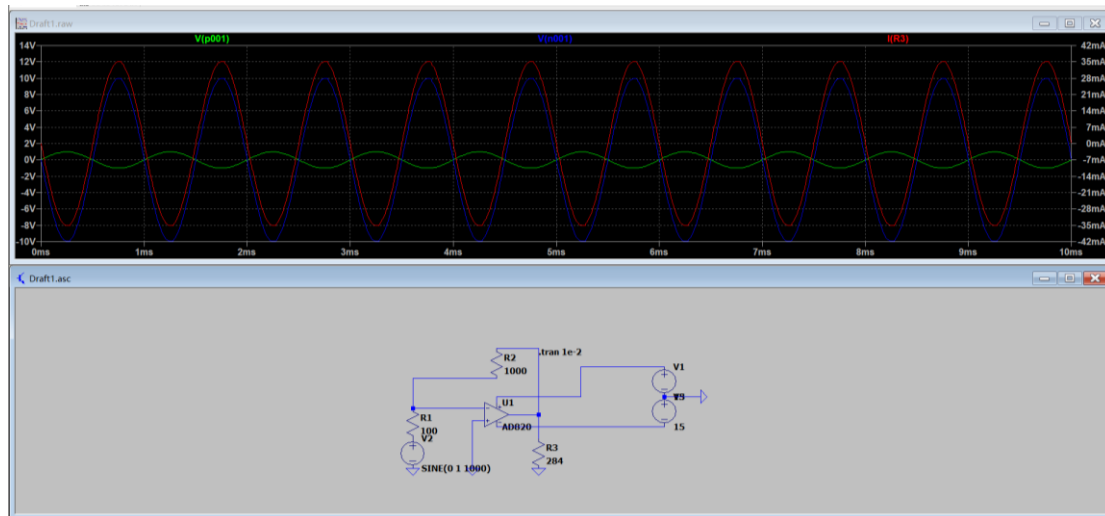 Draft1.raw
V(p001) V(n001) I(R3)
14V 42mA
12V 35mA
10V 28mA
8V 21mA
6V 14mA
4V 7mA
2V 0mA
0V -7mA
-2V -14mA
-4V -21mA
-6V -28mA
-8V -35mA
-10V -42mA
0ms 1ms 2ms 3ms 4ms 5ms 6ms 7ms 8ms 9ms 10ms
Draft1.asc
R2
1000
.tran 1e-2
V1
U1
AD820
R1
100
V2
SINE(0 1 1000)
R3
284
15